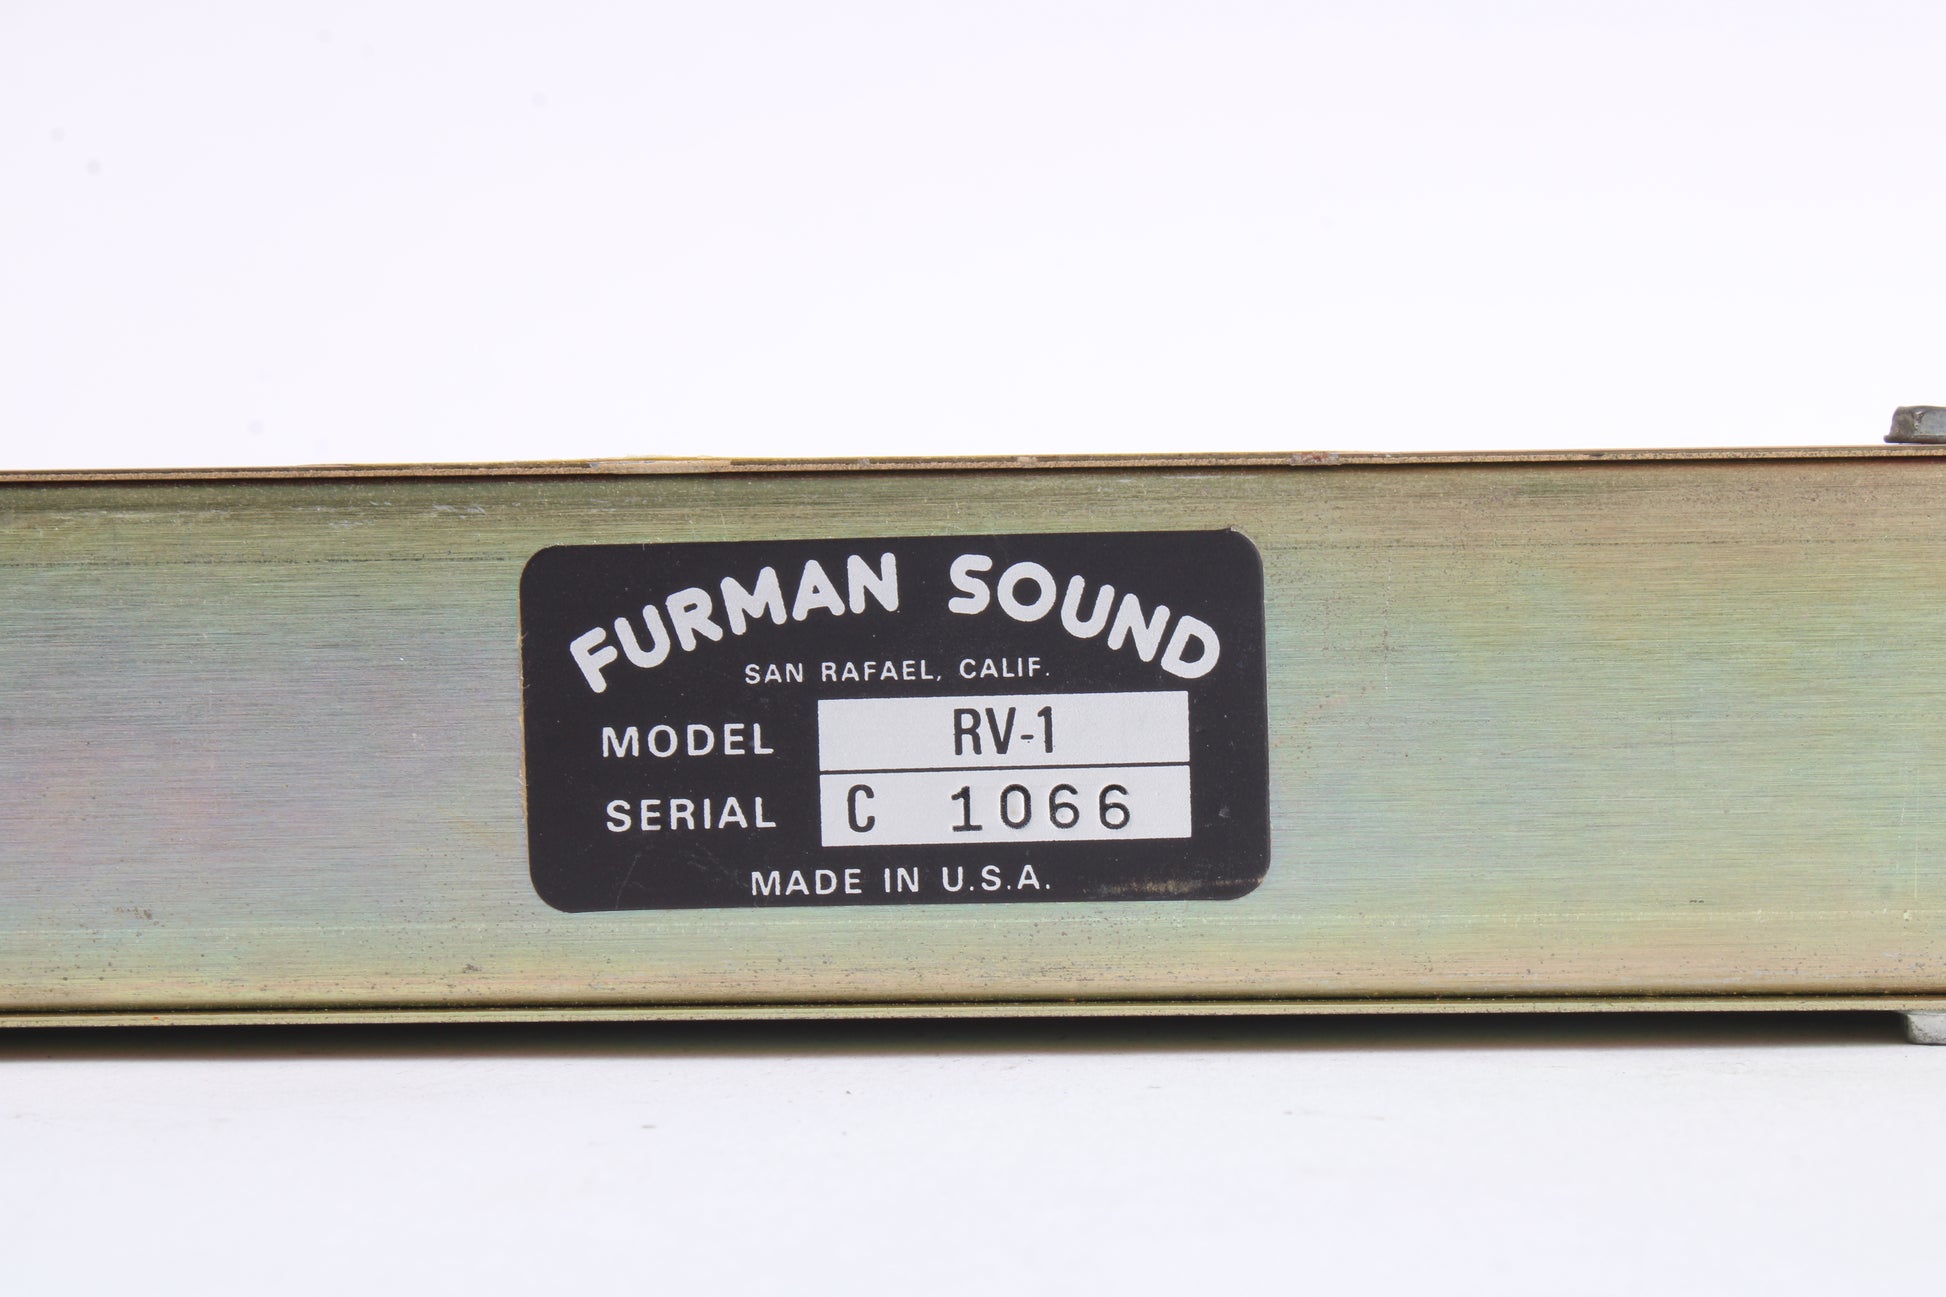 FURMAN SOUND
SAN RAFAEL, CALIF.
MODEL RV-1
SERIAL C 1066
MADE IN U.S.A.